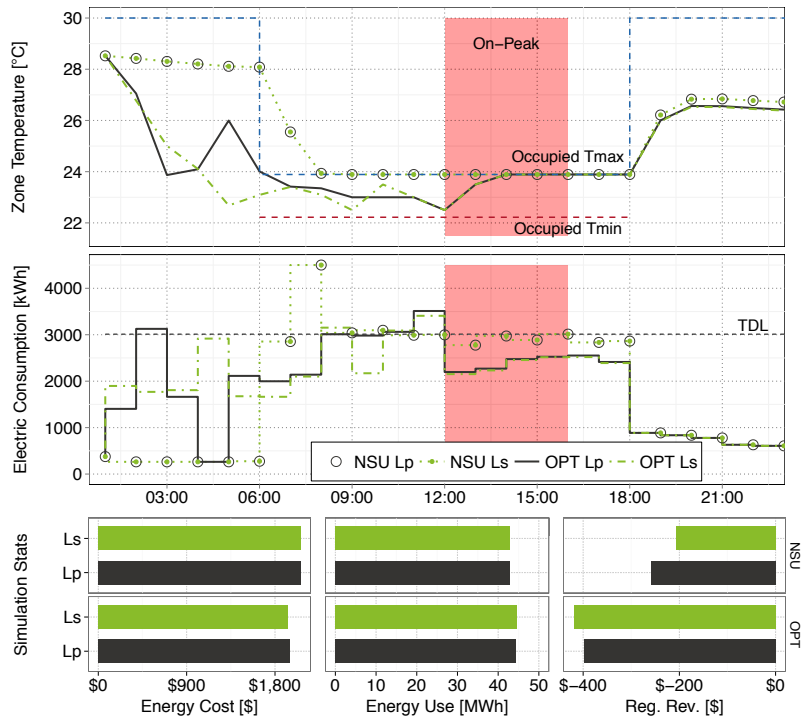 Zone Temperature [°C]
30
28
26
24
22
On−Peak
Occupied Tmax
Occupied Tmin
Electric Consumption [kWh]
4000
3000
2000
1000
0
TDL
NSU Lp NSU Ls OPT Lp OPT Ls
03:00 06:00 09:00 12:00 15:00 18:00 21:00
Simulation Stats
Ls
Lp
NSU
Ls
Lp
OPT
$0 $900 $1,800
0 10 20 30 40 50
$−400 $−200 $0
Energy Cost [$]
Energy Use [MWh]
Reg. Rev. [$]